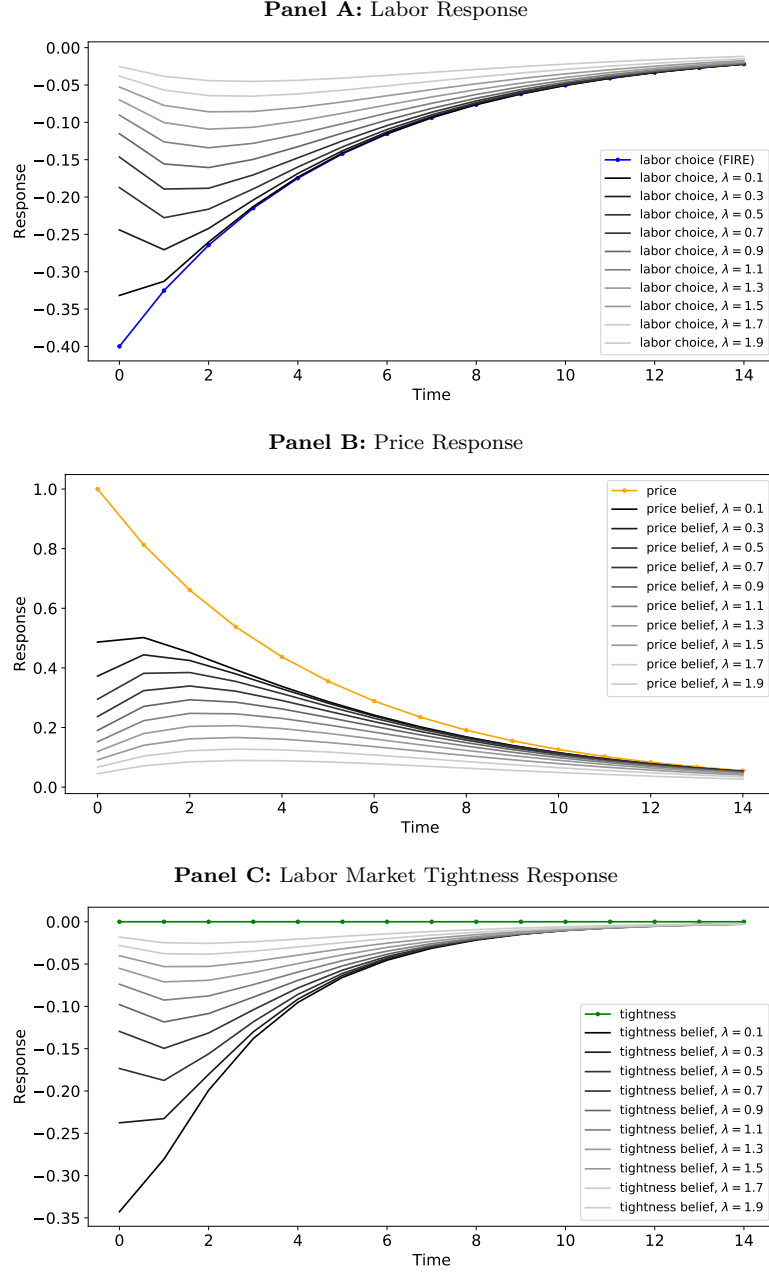 Panel A: Labor Response
0.00
−0.05
−0.10
−0.15
−0.20
−0.25
−0.30
−0.35
−0.40
Response
labor choice (FIRE)
labor choice, λ = 0.1
labor choice, λ = 0.3
labor choice, λ = 0.5
labor choice, λ = 0.7
labor choice, λ = 0.9
labor choice, λ = 1.1
labor choice, λ = 1.3
labor choice, λ = 1.5
labor choice, λ = 1.7
labor choice, λ = 1.9
0 2 4 6 8 10 12 14
Time
Panel B: Price Response
1.0
0.8
0.6
0.4
0.2
0.0
Response
price
price belief, λ = 0.1
price belief, λ = 0.3
price belief, λ = 0.5
price belief, λ = 0.7
price belief, λ = 0.9
price belief, λ = 1.1
price belief, λ = 1.3
price belief, λ = 1.5
price belief, λ = 1.7
price belief, λ = 1.9
0 2 4 6 8 10 12 14
Time
Panel C: Labor Market Tightness Response
0.00
−0.05
−0.10
−0.15
−0.20
−0.25
−0.30
−0.35
Response
tightness
tightness belief, λ = 0.1
tightness belief, λ = 0.3
tightness belief, λ = 0.5
tightness belief, λ = 0.7
tightness belief, λ = 0.9
tightness belief, λ = 1.1
tightness belief, λ = 1.3
tightness belief, λ = 1.5
tightness belief, λ = 1.7
tightness belief, λ = 1.9
0 2 4 6 8 10 12 14
Time